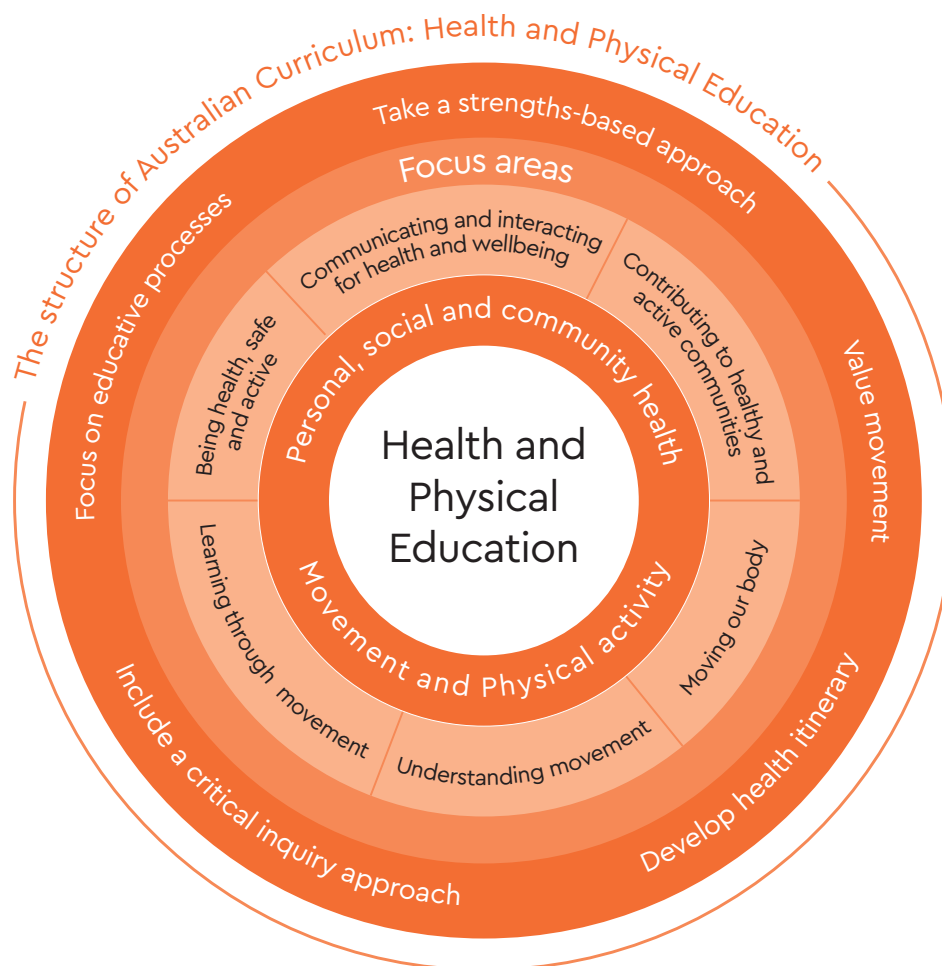 The structure of Australian Curriculum: Health and Physical Education
Take a strengths-based approach
Value movement
Develop health itinerary
Include a critical inquiry approach
Focus on educative processes
Focus areas
Communicating and interacting
for health and wellbeing
Contributing to healthy and
active communities
Moving our body
Understanding movement
Learning through movement
Being health, safe
and active
Personal, social and community health
Movement and Physical activity
Health and
Physical
Education